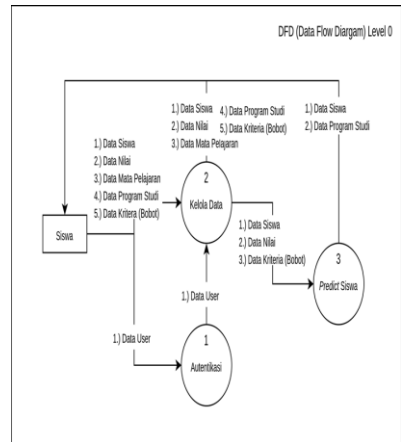 DFD (Data Flow Diargam) Level 0
1.) Data Siswa
2.) Data Nilai
3.) Data Mata Pelajaran
4.) Data Program Studi
5.) Data Kritera (Bobot)
1.) Data Siswa
2.) Data Nilai
3.) Data Mata Pelajaran
4.) Data Program Studi
5.) Data Kriteria (Bobot)
1.) Data Siswa
2.) Data Program Studi
2
Kelola Data
Siswa
1.) Data Siswa
2.) Data Nilai
3.) Data Kriteria (Bobot)
3
Predict Siswa
1.) Data User
1.) Data User
1
Autentikasi